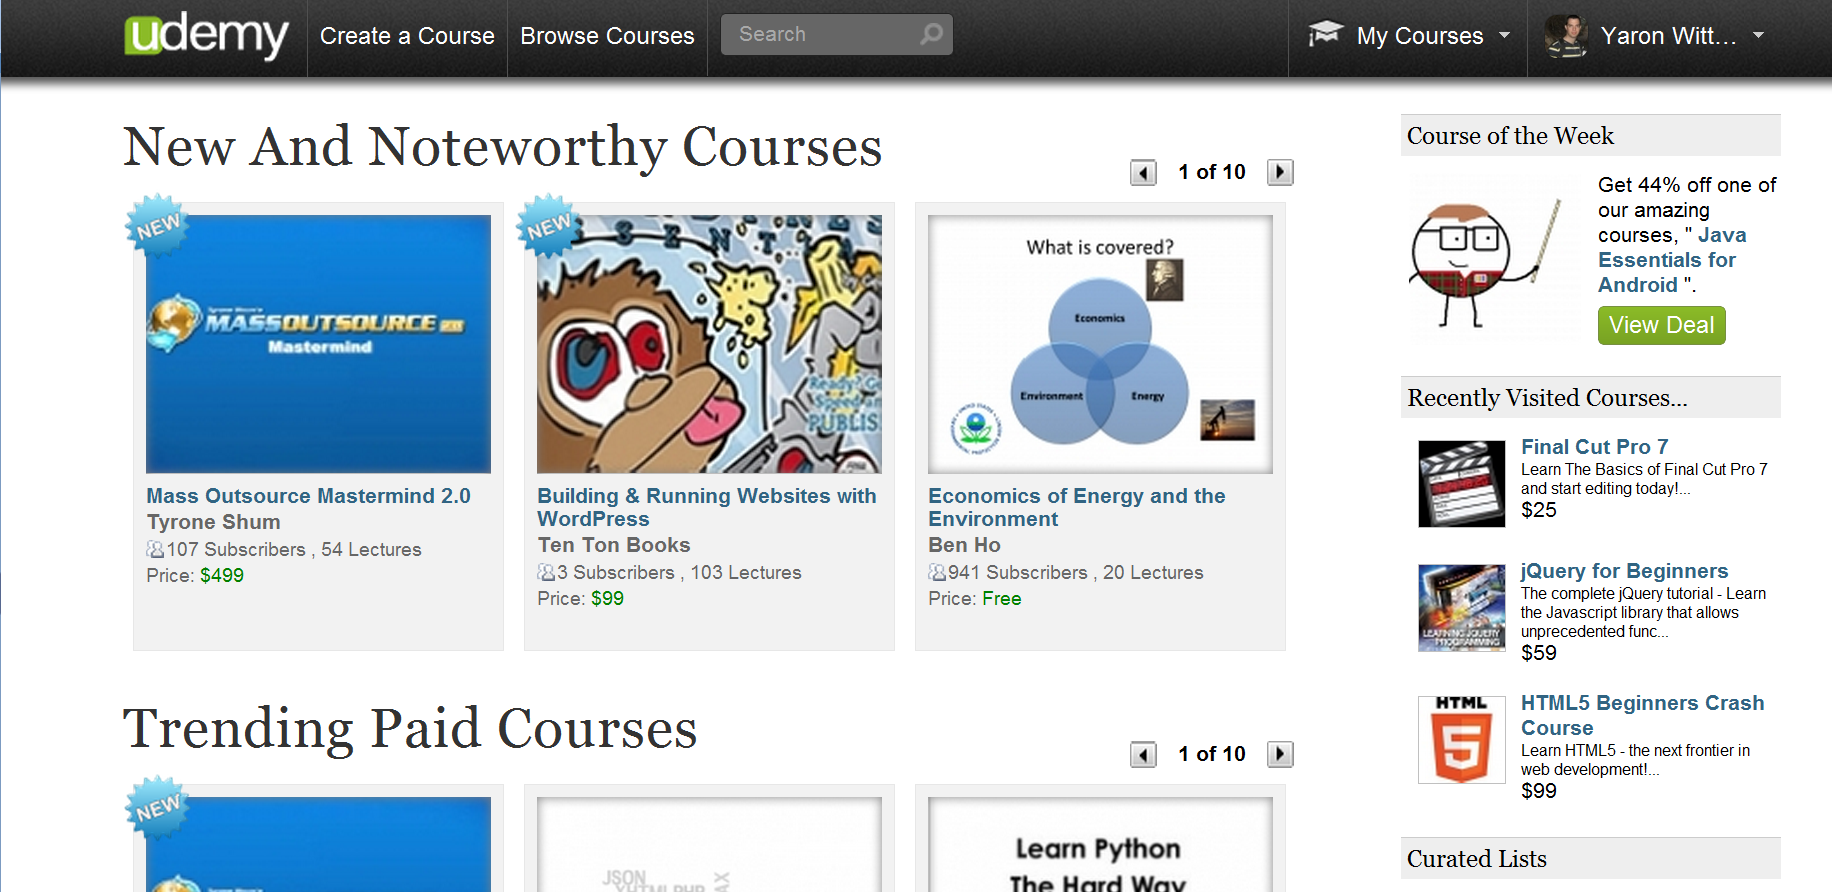 udemy
Create a Course
Browse Courses
Search
My Courses
Yaron Witt...
New And Noteworthy Courses
1 of 10
NEW
MASSOUTSOURCE 2.0
Mastermind
Mass Outsource Mastermind 2.0
Tyrone Shum
107 Subscribers , 54 Lectures
Price: $499
NEW
Building & Running Websites with
WordPress
Ten Ton Books
3 Subscribers , 103 Lectures
Price: $99
What is covered?
Economics
Environment
Energy
Economics of Energy and the
Environment
Ben Ho
941 Subscribers , 20 Lectures
Price: Free
Trending Paid Courses
1 of 10
NEW
JSON
Learn Python
The Hard Way
Course of the Week
Get 44% off one of
our amazing
courses, " Java
Essentials for
Android ".
View Deal
Recently Visited Courses...
Final Cut Pro 7
Learn The Basics of Final Cut Pro 7
and start editing today!...
$25
LEARNING JQUERY
PROGRAMMING
jQuery for Beginners
The complete jQuery tutorial - Learn
the Javascript library that allows
unprecedented func...
$59
HTML
5
HTML5 Beginners Crash
Course
Learn HTML5 - the next frontier in
web development!...
$99
Curated Lists